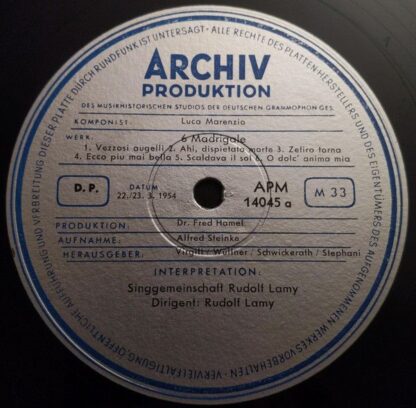 VERVIELFÄLTIGUNG, ÖFFENTLICHE AUFFÜHRUNG UND VERBREITUNG DIESER PLATTE DURCH RUNDFUNK IST UNTERSAGT · ALLE RECHTE DES PLATTEN-HERSTELLERS UND DES EIGENTÜMERS DES AUFGENOMMENEN WERKES VORBEHALTEN ·
ARCHIV
PRODUKTION
DES MUSIKHISTORISCHEN STUDIOS DER DEUTSCHEN GRAMMOPHON GES.
KOMPONIST: Luca Marenzio
WERK: 6 Madrigale
1. Vezzosi augelli 2. Ahi, dispietata morte 3. Zefiro torna
4. Ecco piu mai bella 5. Scaldava il sol 6. O dolc' anima mia
D.P. DATUM 22./23. 3. 1954 APM 14045 a M 33
PRODUKTION: Dr. Fred Hamel
AUFNAHME: Alfred Steinke
HERAUSGEBER: Virgili / Wüllner / Schwickerath / Stephani
INTERPRETATION:
Singgemeinschaft Rudolf Lamy
Dirigent: Rudolf Lamy